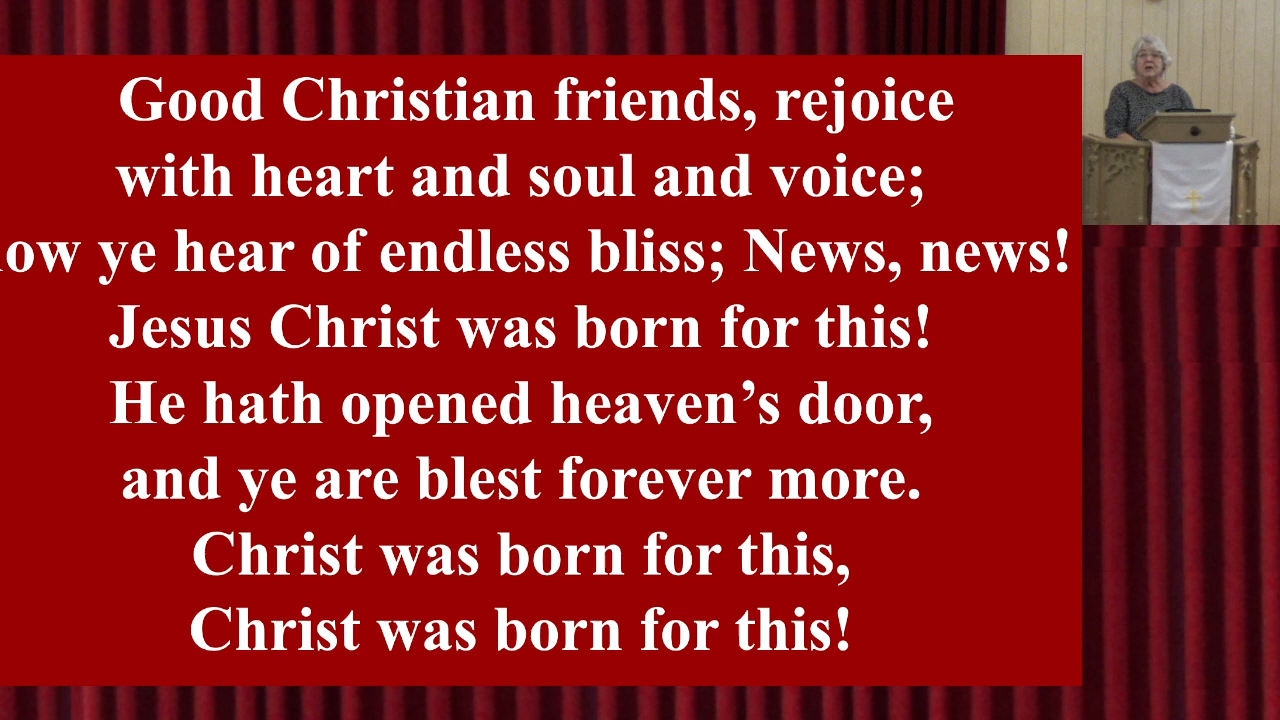 Good Christian friends, rejoice
with heart and soul and voice;
ow ye hear of endless bliss; News, news!
Jesus Christ was born for this!
He hath opened heaven’s door,
and ye are blest forever more.
Christ was born for this,
Christ was born for this!